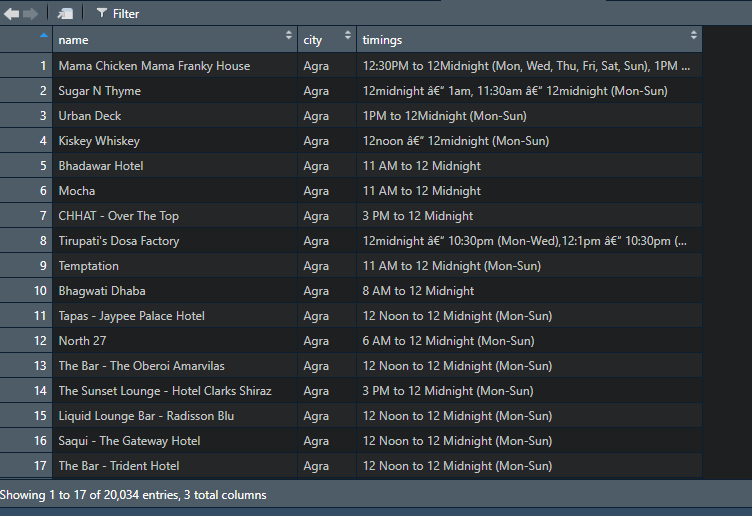 Filter
name city timings
1 Mama Chicken Mama Franky House Agra 12:30PM to 12Midnight (Mon, Wed, Thu, Fri, Sat, Sun), 1PM ...
2 Sugar N Thyme Agra 12midnight â€“ 1am, 11:30am â€“ 12midnight (Mon-Sun)
3 Urban Deck Agra 1PM to 12Midnight (Mon-Sun)
4 Kiskey Whiskey Agra 12noon â€“ 12midnight (Mon-Sun)
5 Bhadawar Hotel Agra 11 AM to 12 Midnight
6 Mocha Agra 11 AM to 12 Midnight
7 CHHAT - Over The Top Agra 3 PM to 12 Midnight
8 Tirupati's Dosa Factory Agra 12midnight â€“ 10:30pm (Mon-Wed),12:1pm â€“ 10:30pm (...
9 Temptation Agra 11 AM to 12 Midnight (Mon-Sun)
10 Bhagwati Dhaba Agra 8 AM to 12 Midnight
11 Tapas - Jaypee Palace Hotel Agra 12 Noon to 12 Midnight (Mon-Sun)
12 North 27 Agra 6 AM to 12 Midnight (Mon-Sun)
13 The Bar - The Oberoi Amarvilas Agra 12 Noon to 12 Midnight (Mon-Sun)
14 The Sunset Lounge - Hotel Clarks Shiraz Agra 3 PM to 12 Midnight (Mon-Sun)
15 Liquid Lounge Bar - Radisson Blu Agra 12 Noon to 12 Midnight (Mon-Sun)
16 Saqui - The Gateway Hotel Agra 12 Noon to 12 Midnight (Mon-Sun)
17 The Bar - Trident Hotel Agra 12 Noon to 12 Midnight (Mon-Sun)
Showing 1 to 17 of 20,034 entries, 3 total columns